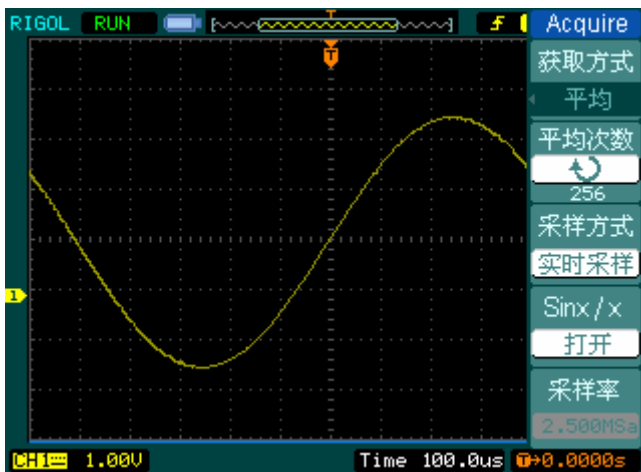 RIGOL RUN T f Acquire
T
获取方式
平均
平均次数
256
采样方式
实时采样
1
Sinx/x
打开
采样率
2.500MSa
CH1 1.00V Time 100.0us T→0.0000s